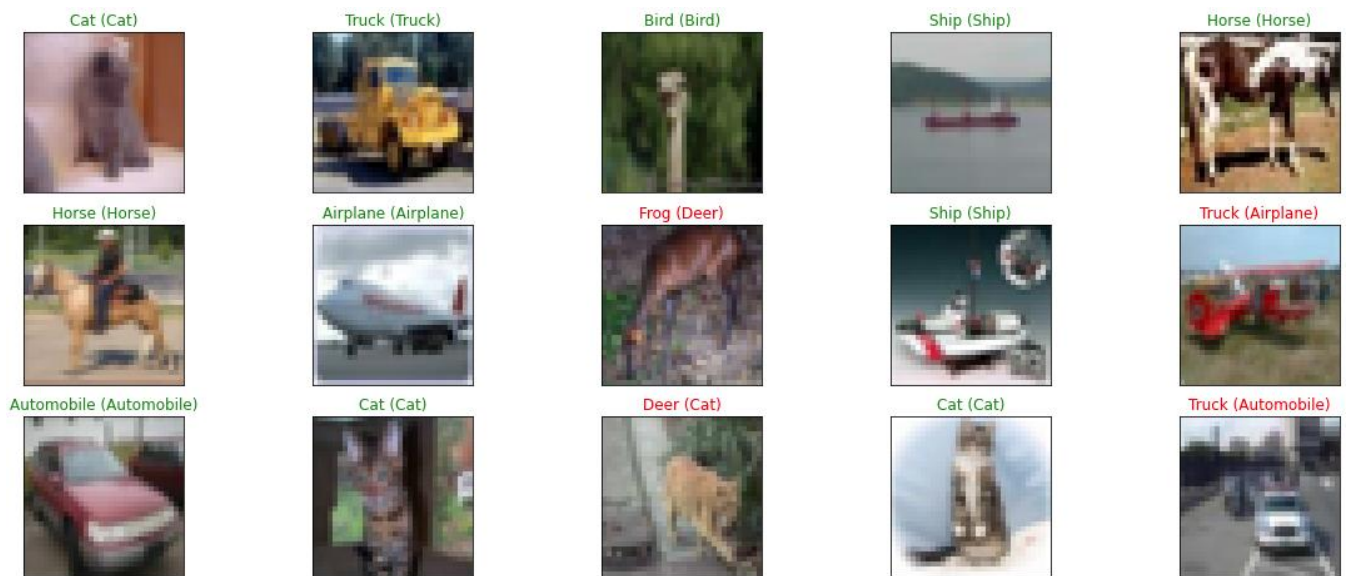 Cat (Cat)
Truck (Truck)
Bird (Bird)
Ship (Ship)
Horse (Horse)
Horse (Horse)
Airplane (Airplane)
Frog (Deer)
Ship (Ship)
Truck (Airplane)
Automobile (Automobile)
Cat (Cat)
Deer (Cat)
Cat (Cat)
Truck (Automobile)